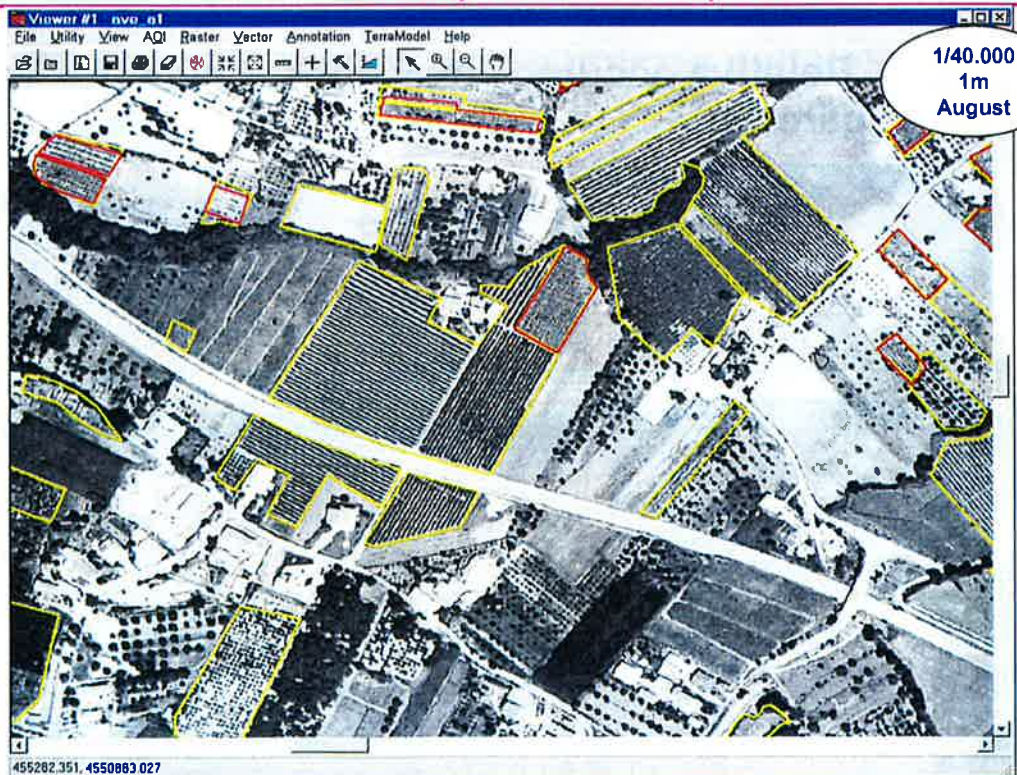 Viewer #1 ove_o1
File Utility View AOI Raster Vector Annotation TerraModel Help
1/40.000
1m
August
455282.351, 4550863.027